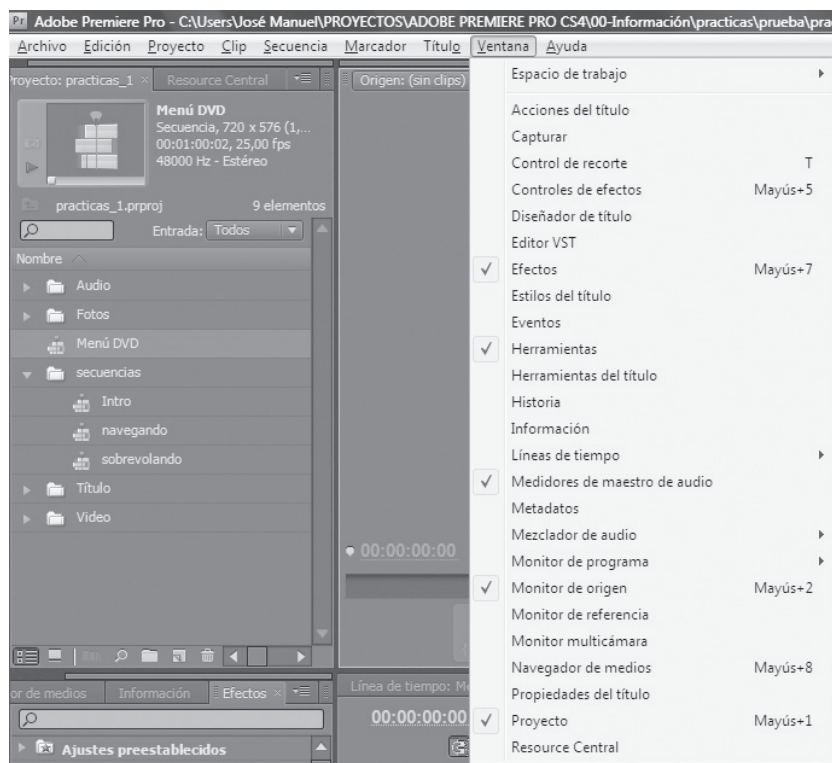 Adobe Premiere Pro - C:\Users\José Manuel\PROYECTOS\ADOBE PREMIERE PRO CS4\00-Información\practicas\prueba\pra
Archivo Edición Proyecto Clip Secuencia Marcador Título Ventana Ayuda
royecto: practicas_1 Resource Central
Menú DVD
Secuencia, 720 x 576 (1,...
00:01:00:02, 25,00 fps
48000 Hz - Estéreo
practicas_1.prproj 9 elementos
Entrada: Todos
Nombre
Audio
Fotos
Menú DVD
secuencias
Intro
navegando
sobrevolando
Título
Video
or de medios Información Efectos
Ajustes preestablecidos
Origen: (sin clips)
00:00:00:00
Línea de tiempo: M
00:00:00:00
Espacio de trabajo
Acciones del título
Capturar
Control de recorte T
Controles de efectos Mayús+5
Diseñador de título
Editor VST
Efectos Mayús+7
Estilos del título
Eventos
Herramientas
Herramientas del título
Historia
Información
Líneas de tiempo
Medidores de maestro de audio
Metadatos
Mezclador de audio
Monitor de programa
Monitor de origen Mayús+2
Monitor de referencia
Monitor multicámara
Navegador de medios Mayús+8
Propiedades del título
Proyecto Mayús+1
Resource Central